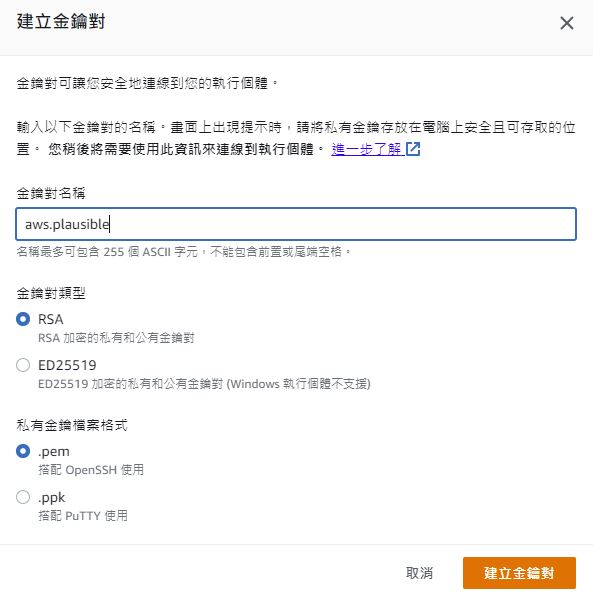 建立金鑰對
金鑰對可讓您安全地連線到您的執行個體。
輸入以下金鑰對的名稱。畫面上出現提示時，請將私有金鑰存放在電腦上安全且可存取的位
置。 您稍後將需要使用此資訊來連線到執行個體。 進一步了解
金鑰對名稱
aws.plausible
名稱最多可包含 255 個 ASCII 字元，不能包含前置或尾端空格。
金鑰對類型
RSA
RSA 加密的私有和公有金鑰對
ED25519
ED25519 加密的私有和公有金鑰對 (Windows 執行個體不支援)
私有金鑰檔案格式
.pem
搭配 OpenSSH 使用
.ppk
搭配 PuTTY 使用
取消
建立金鑰對